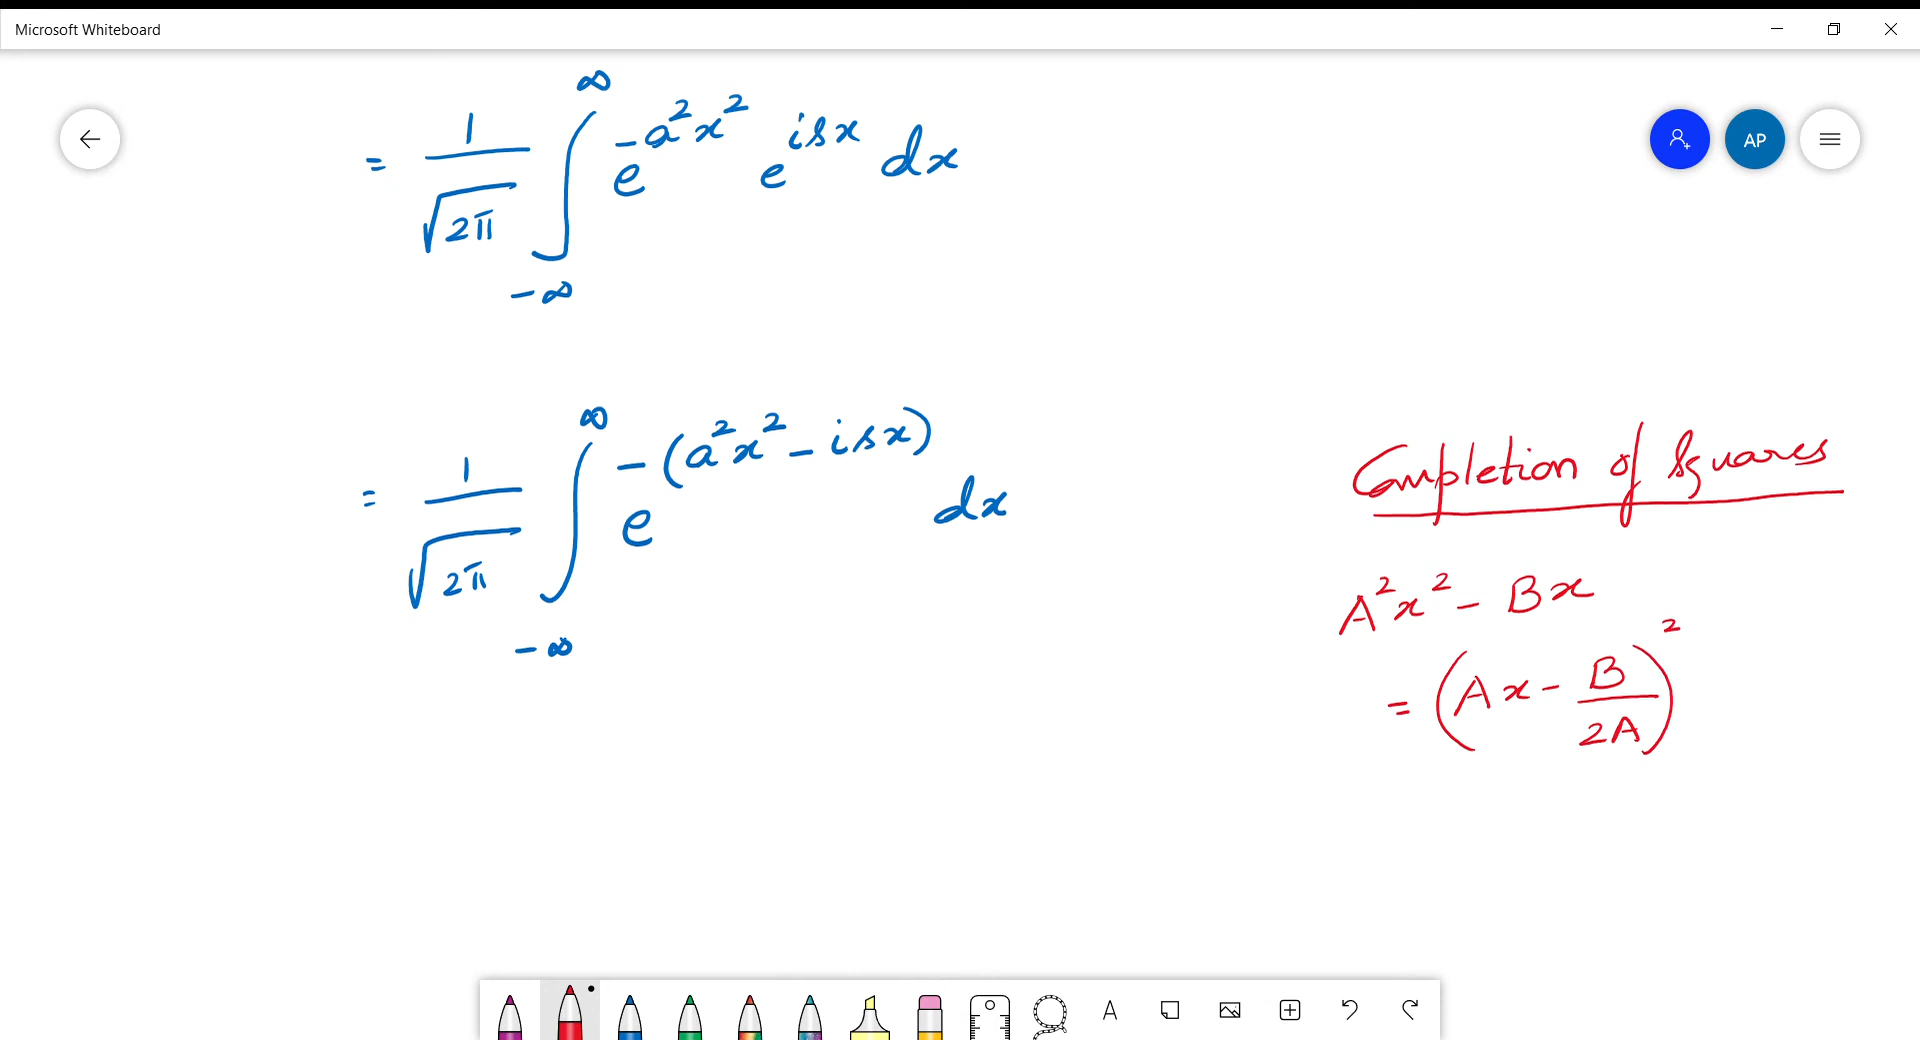 Microsoft Whiteboard
AP
= 1/√2π ∫_{-∞}^{∞} e^{-a²x²} e^{isx} dx
= 1/√2π ∫_{-∞}^{∞} e^{-(a²x² - isx)} dx
Completion of Squares
A²x² - Bx
= (Ax - B/2A)²
A